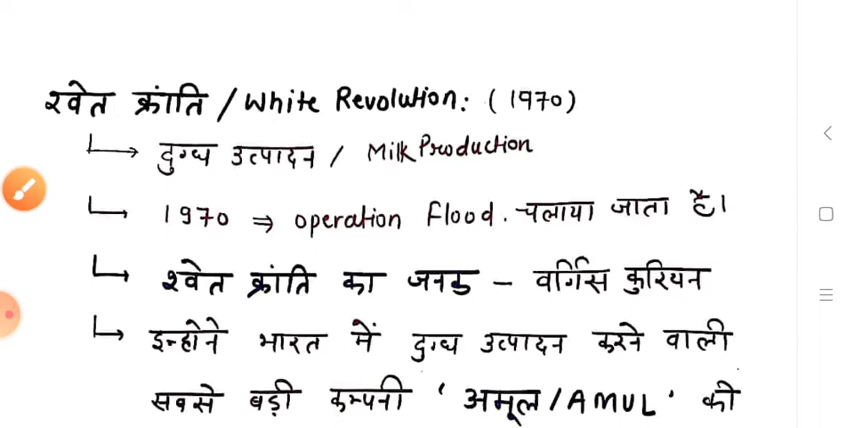 श्वेत क्रांति / White Revolution: (1970)
दुग्ध उत्पादन / Milk Production
1970 ⇒ operation Flood. चलाया जाता है।
श्वेत क्रांति का जनक - वर्गिस कुरियन
इन्होने भारत में दुग्ध उत्पादन करने वाली
सबसे बड़ी कम्पनी ' अमूल / AMUL ' की